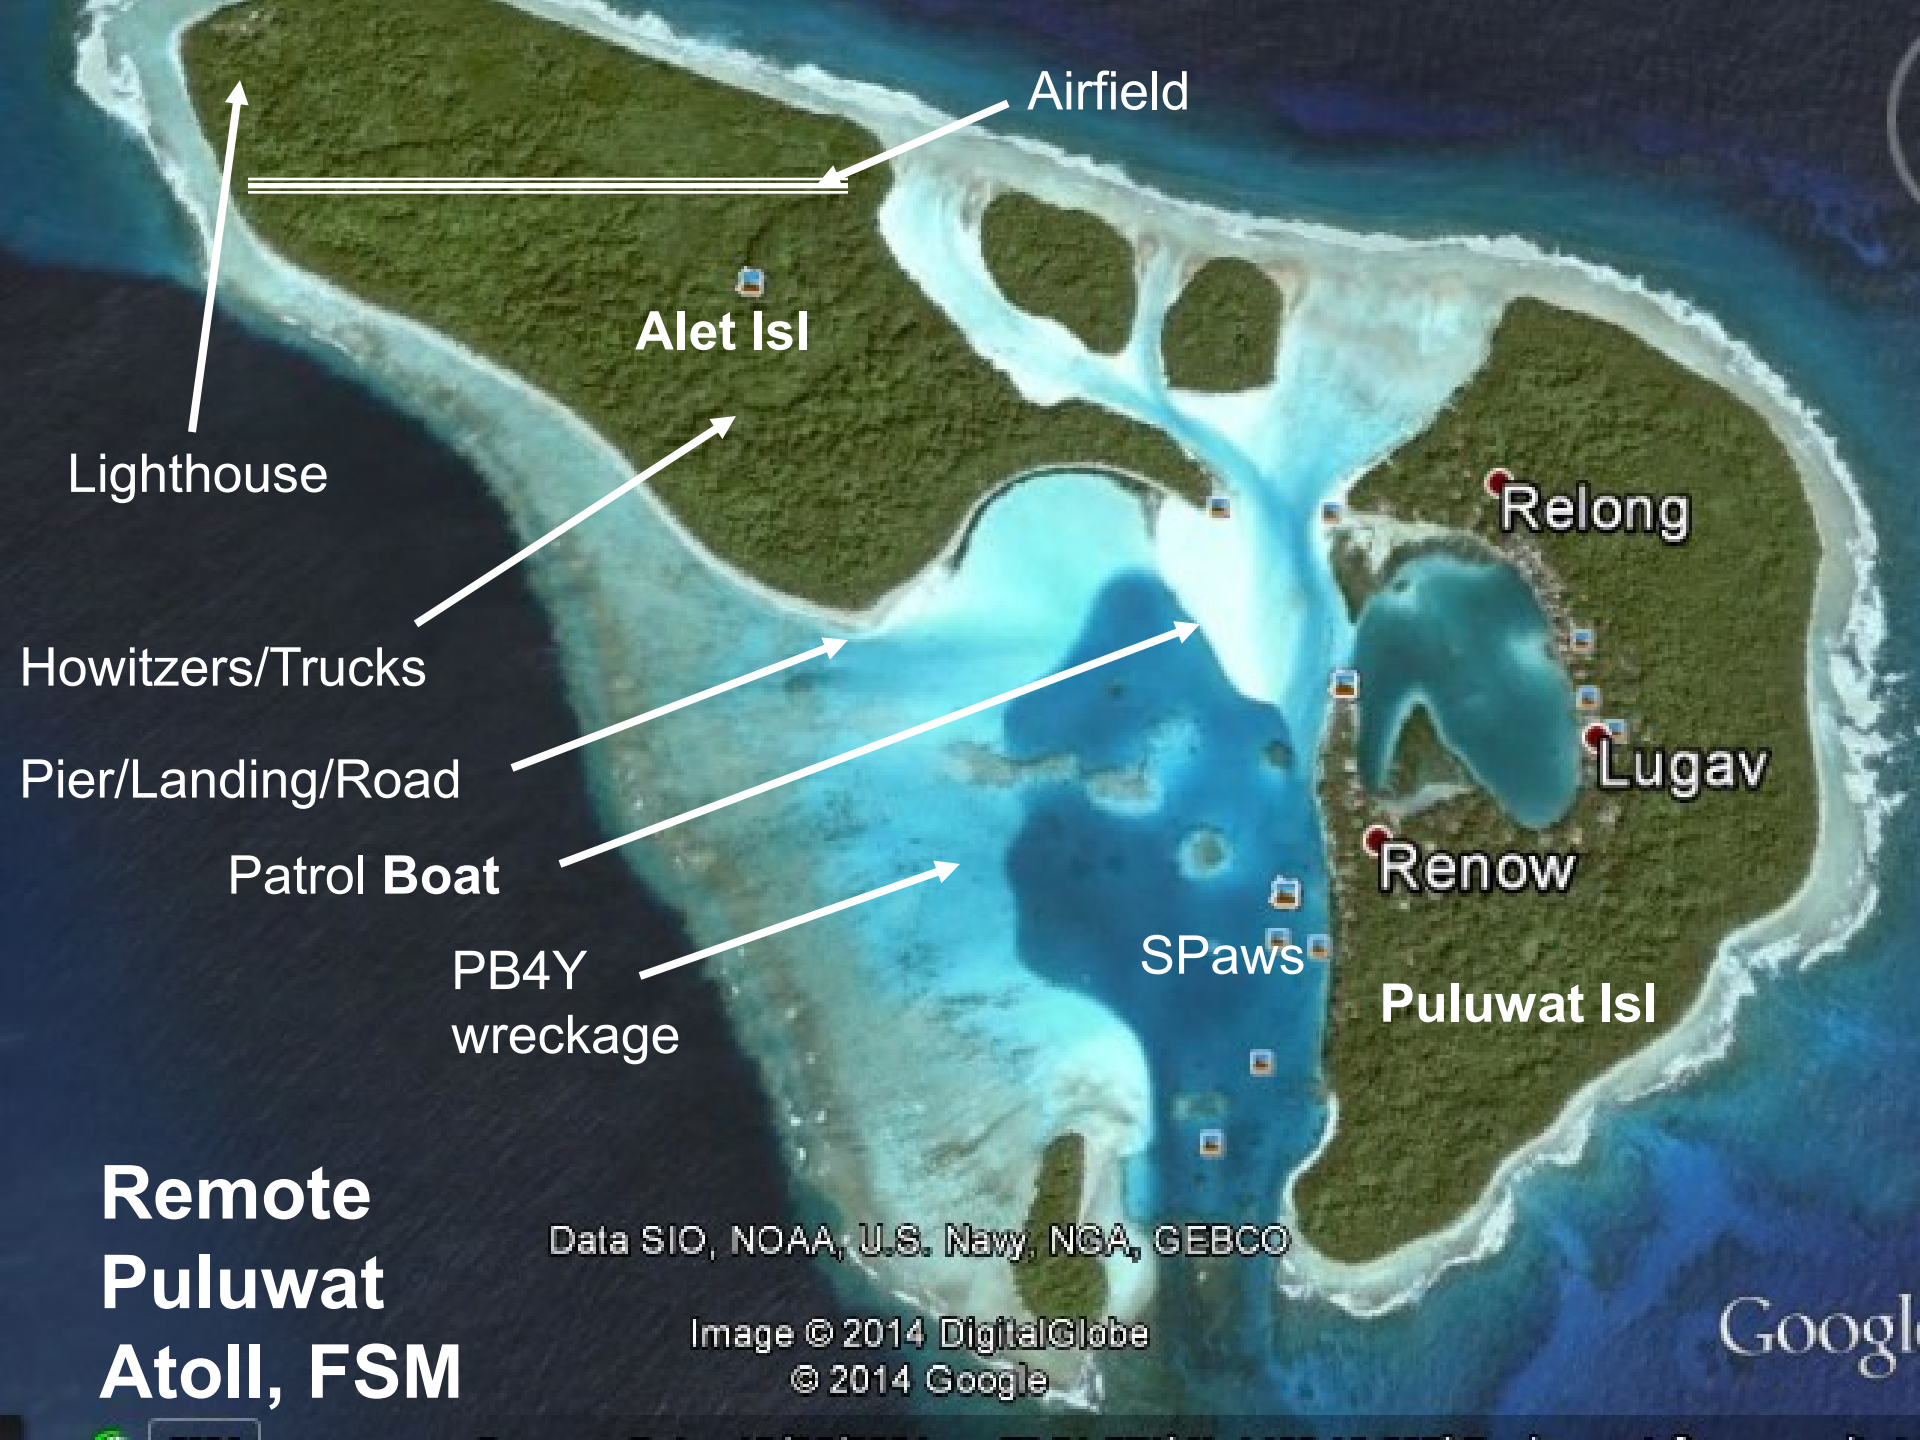 Airfield
Alet Isl
Lighthouse
Relong
Howitzers/Trucks
Pier/Landing/Road
Lugav
Patrol Boat
Renow
PB4Y
wreckage
SPaws
Puluwat Isl
Remote
Puluwat
Atoll, FSM
Data SIO, NOAA, U.S. Navy, NGA, GEBCO
Image © 2014 DigitalGlobe
© 2014 Google